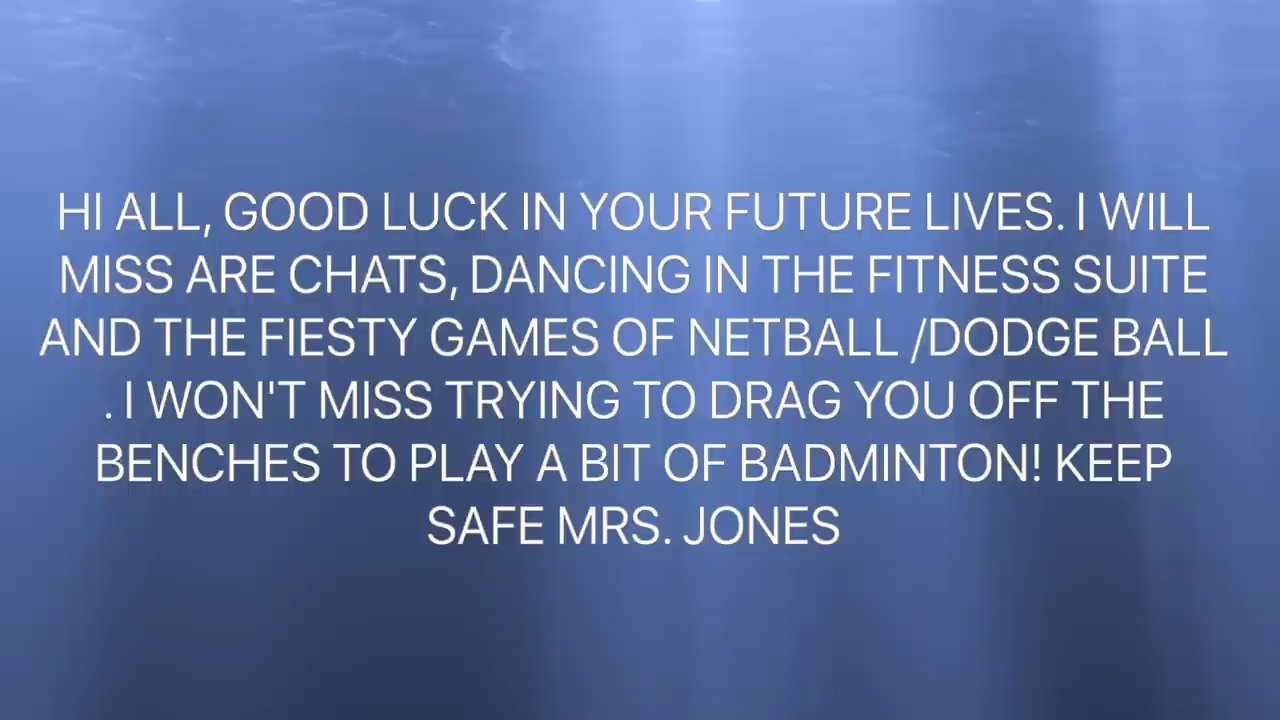 HI ALL, GOOD LUCK IN YOUR FUTURE LIVES. I WILL
MISS ARE CHATS, DANCING IN THE FITNESS SUITE
AND THE FIESTY GAMES OF NETBALL /DODGE BALL
. I WON'T MISS TRYING TO DRAG YOU OFF THE
BENCHES TO PLAY A BIT OF BADMINTON! KEEP
SAFE MRS. JONES